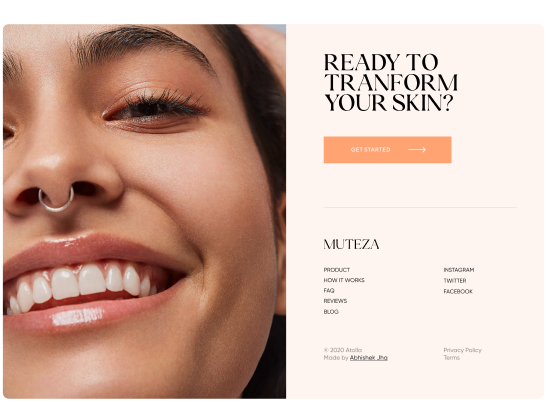 READY TO
TRANFORM
YOUR SKIN?
GET STARTED
MUTEZA
PRODUCT
HOW IT WORKS
FAQ
REVIEWS
BLOG
INSTAGRAM
TWITTER
FACEBOOK
© 2020 Atolla
Made by Abhishek Jha
Privacy Policy
Terms